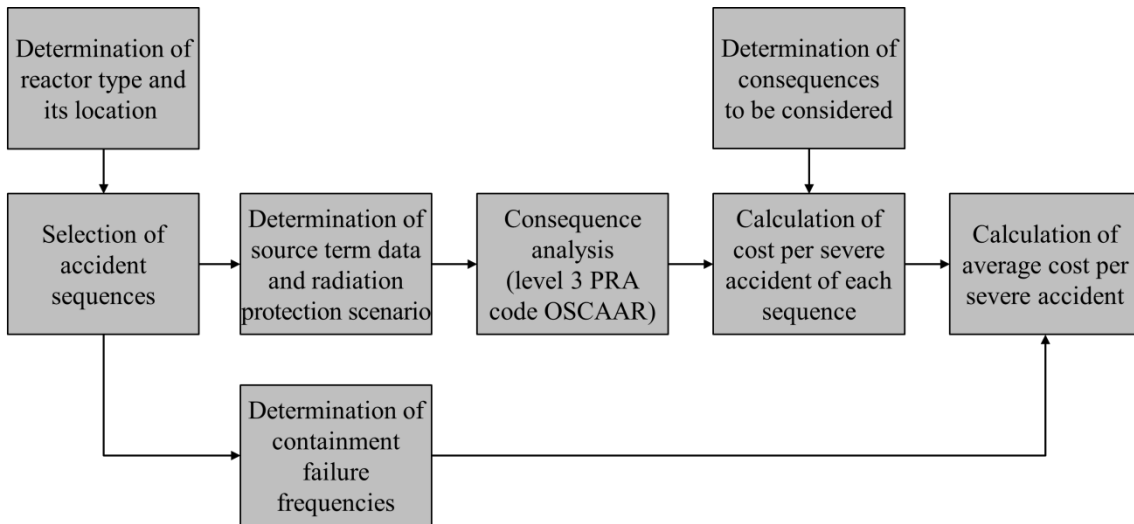 Determination of
reactor type and
its location
Determination of
consequences
to be considered
Selection of
accident
sequences
Determination of
source term data
and radiation
protection scenario
Consequence
analysis
(level 3 PRA
code OSCAAR)
Calculation of
cost per severe
accident of each
sequence
Calculation of
average cost per
severe accident
Determination of
containment
failure
frequencies